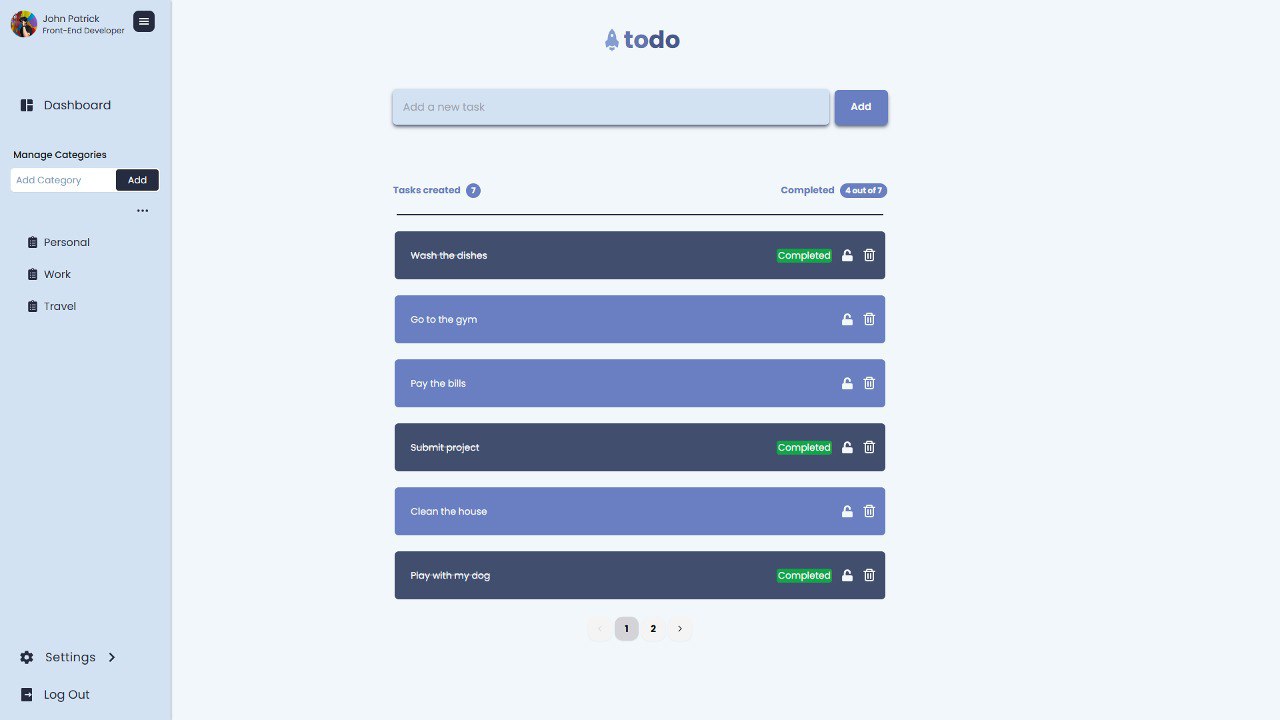 John Patrick
Front-End Developer
Dashboard
Manage Categories
Add Category
Add
Personal
Work
Travel
Settings
Log Out
todo
Add a new task
Add
Tasks created 7
Completed 4 out of 7
Wash the dishes Completed
Go to the gym
Pay the bills
Submit project Completed
Clean the house
Play with my dog Completed
1 2